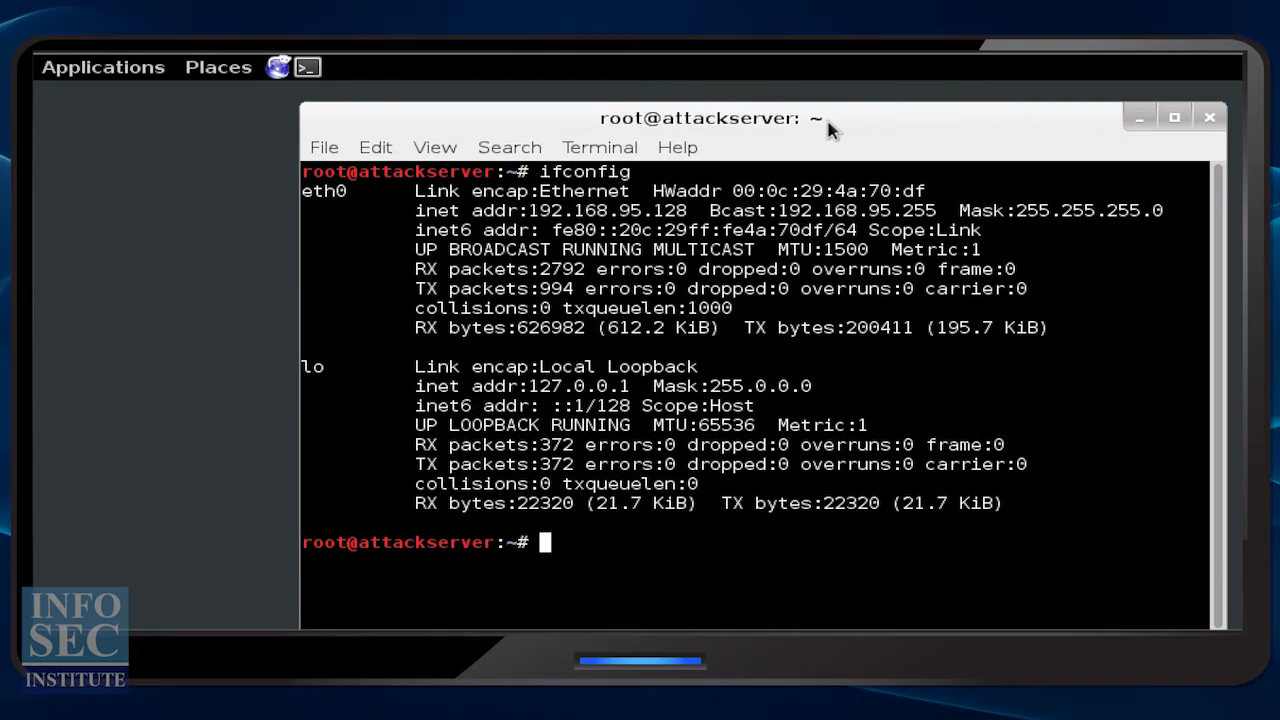 Applications Places
root@attackserver: ~
File Edit View Search Terminal Help
root@attackserver:~# ifconfig
eth0 Link encap:Ethernet HWaddr 00:0c:29:4a:70:df
inet addr:192.168.95.128 Bcast:192.168.95.255 Mask:255.255.255.0
inet6 addr: fe80::20c:29ff:fe4a:70df/64 Scope:Link
UP BROADCAST RUNNING MULTICAST MTU:1500 Metric:1
RX packets:2792 errors:0 dropped:0 overruns:0 frame:0
TX packets:994 errors:0 dropped:0 overruns:0 carrier:0
collisions:0 txqueuelen:1000
RX bytes:626982 (612.2 KiB) TX bytes:200411 (195.7 KiB)
lo Link encap:Local Loopback
inet addr:127.0.0.1 Mask:255.0.0.0
inet6 addr: ::1/128 Scope:Host
UP LOOPBACK RUNNING MTU:65536 Metric:1
RX packets:372 errors:0 dropped:0 overruns:0 frame:0
TX packets:372 errors:0 dropped:0 overruns:0 carrier:0
collisions:0 txqueuelen:0
RX bytes:22320 (21.7 KiB) TX bytes:22320 (21.7 KiB)
root@attackserver:~#
INFO
SEC
INSTITUTE